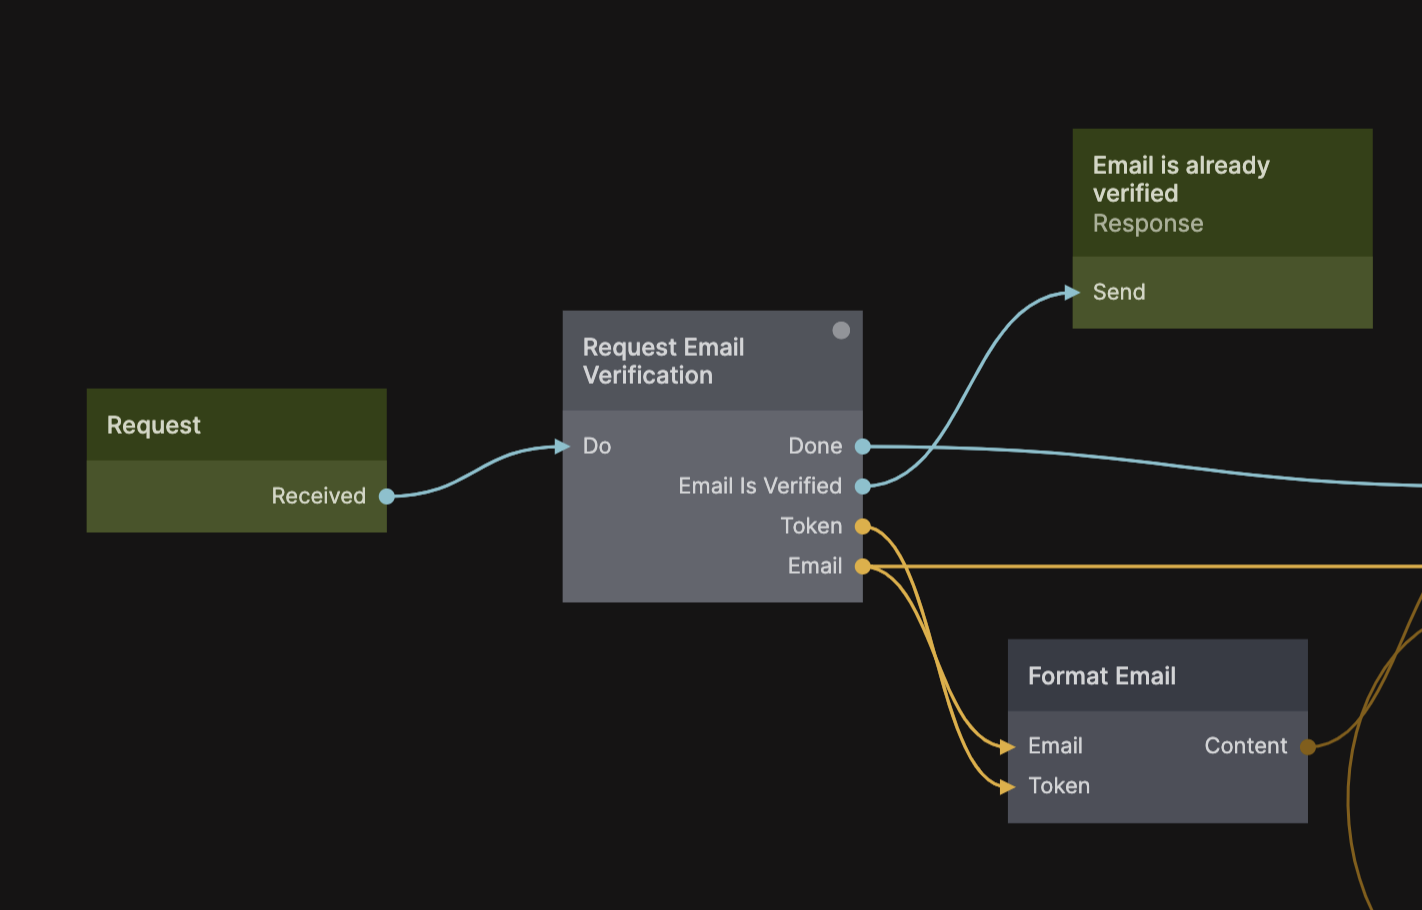 Email is already
verified
Response
Send
Request Email
Verification
Do
Done
Email Is Verified
Token
Email
Request
Received
Format Email
Email
Content
Token